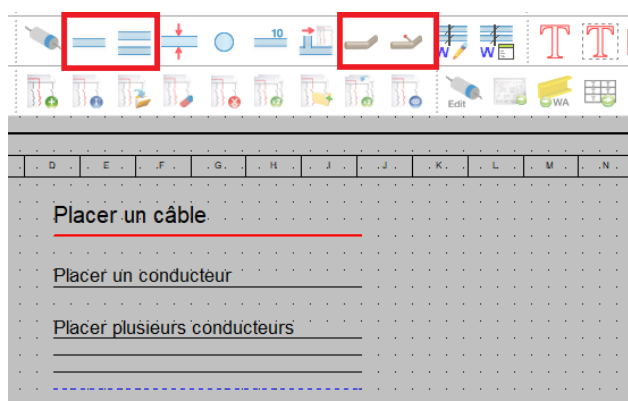 10
W W T T
Edit WA
D E F G H I J K L M N
Placer un câble
Placer un conducteur
Placer plusieurs conducteurs